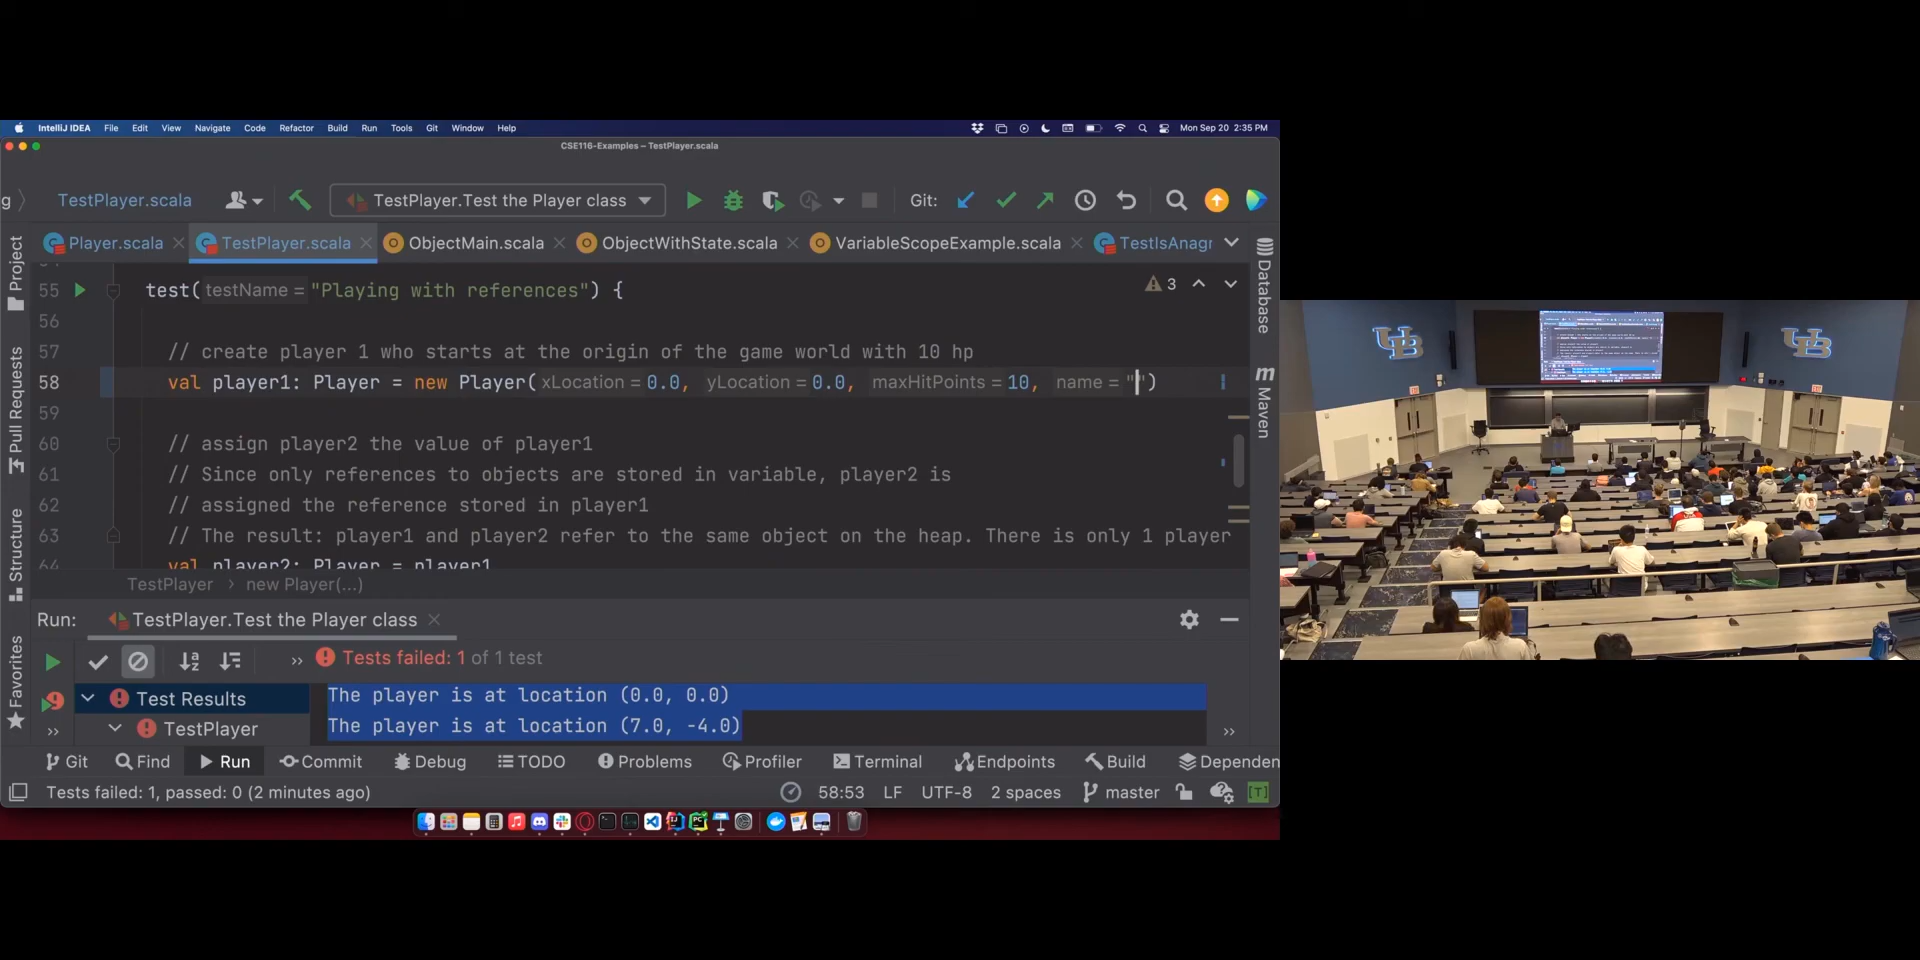 IntelliJ IDEA File Edit View Navigate Code Refactor Build Run Tools Git Window Help Mon Sep 20 2:35 PM
CSE116-Examples – TestPlayer.scala
g TestPlayer.scala TestPlayer.Test the Player class Git:
Player.scala TestPlayer.scala ObjectMain.scala ObjectWithState.scala VariableScopeExample.scala TestIsAnagr
Project
Pull Requests
Structure
Favorites
55 test( testName = "Playing with references") { 3
56
57 // create player 1 who starts at the origin of the game world with 10 hp
58 val player1: Player = new Player( xLocation = 0.0, yLocation = 0.0, maxHitPoints = 10, name = "")
59
60 // assign player2 the value of player1
61 // Since only references to objects are stored in variable, player2 is
62 // assigned the reference stored in player1
63 // The result: player1 and player2 refer to the same object on the heap. There is only 1 player
64 val player2: Player = player1
Database
m Maven
TestPlayer › new Player(...)
Run: TestPlayer.Test the Player class
» Tests failed: 1 of 1 test
Test Results
TestPlayer
The player is at location (0.0, 0.0)
The player is at location (7.0, -4.0)
Git Find Run Commit Debug TODO Problems Profiler Terminal Endpoints Build Dependen
Tests failed: 1, passed: 0 (2 minutes ago) 58:53 LF UTF-8 2 spaces master [T]
UB
UB